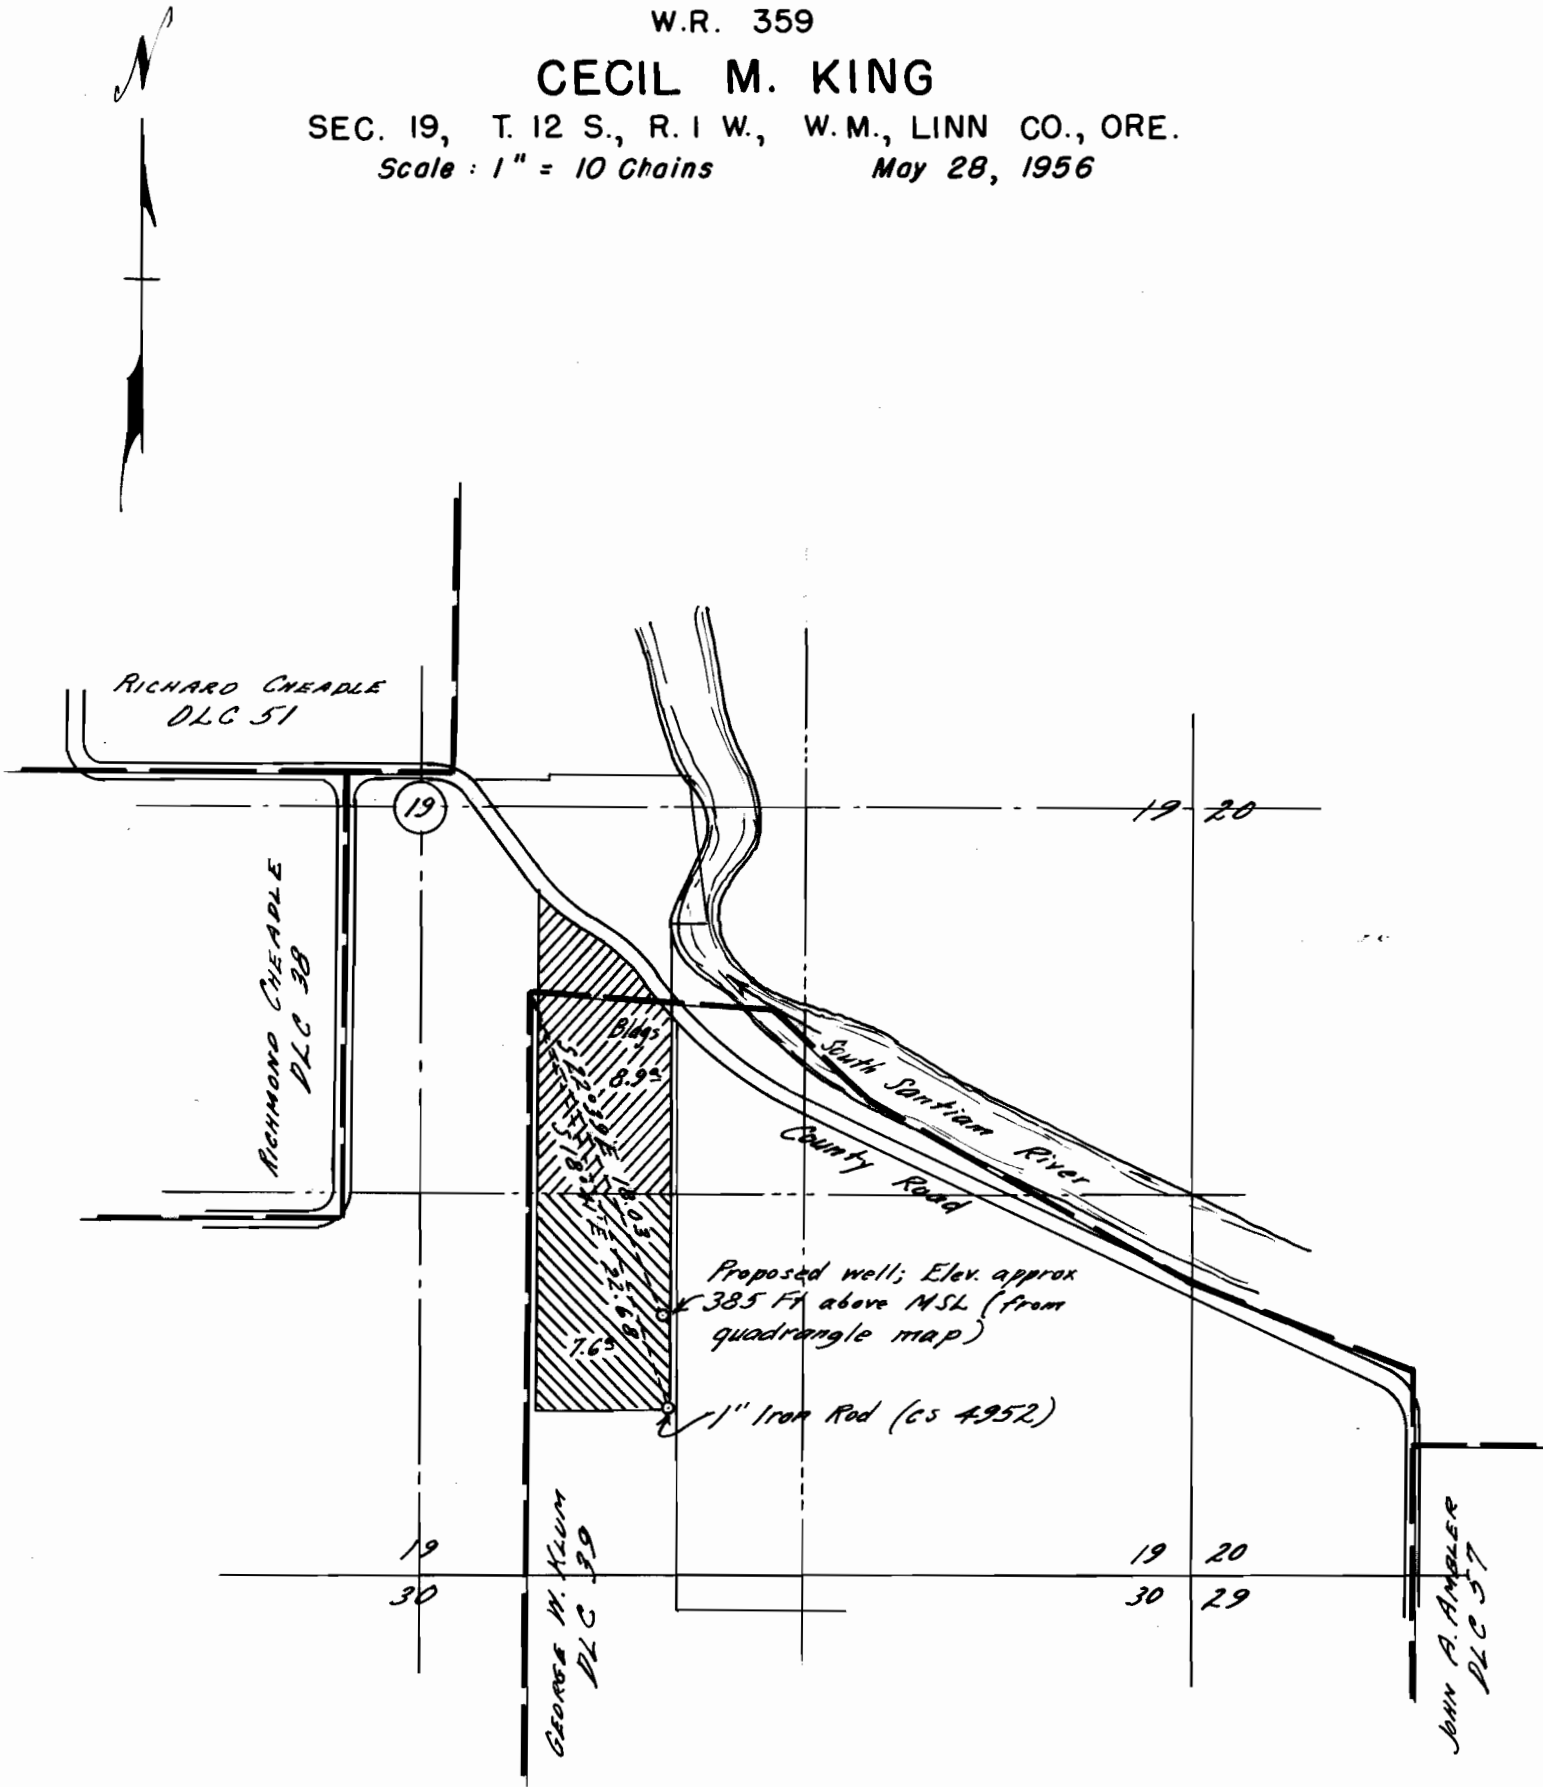 N
W.R. 359
CECIL M. KING
SEC. 19, T. 12 S., R. 1 W., W.M., LINN CO., ORE.
Scale : 1" = 10 Chains May 28, 1956
RICHARD CHEADLE
DLC 51
19
19 20
RICHMOND CHEADLE
DLC 38
Bldgs
8.9ª
South Santiam River
County Road
Proposed well; Elev. approx
385 Ft above MSL (from
quadrangle map)
7.6ª
1" Iron Rod (CS 4952)
19
30
19 20
30 29
GEORGE W. KLUM
DLC 39
JOHN A. AMBLER
DLC 57